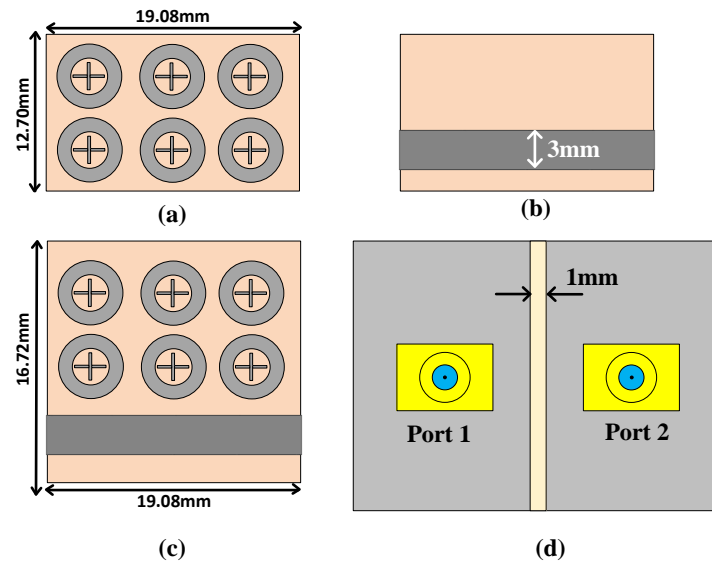 19.08mm
12.70mm
3mm
(a)
(b)
16.72mm
1mm
Port 1
Port 2
19.08mm
(c)
(d)